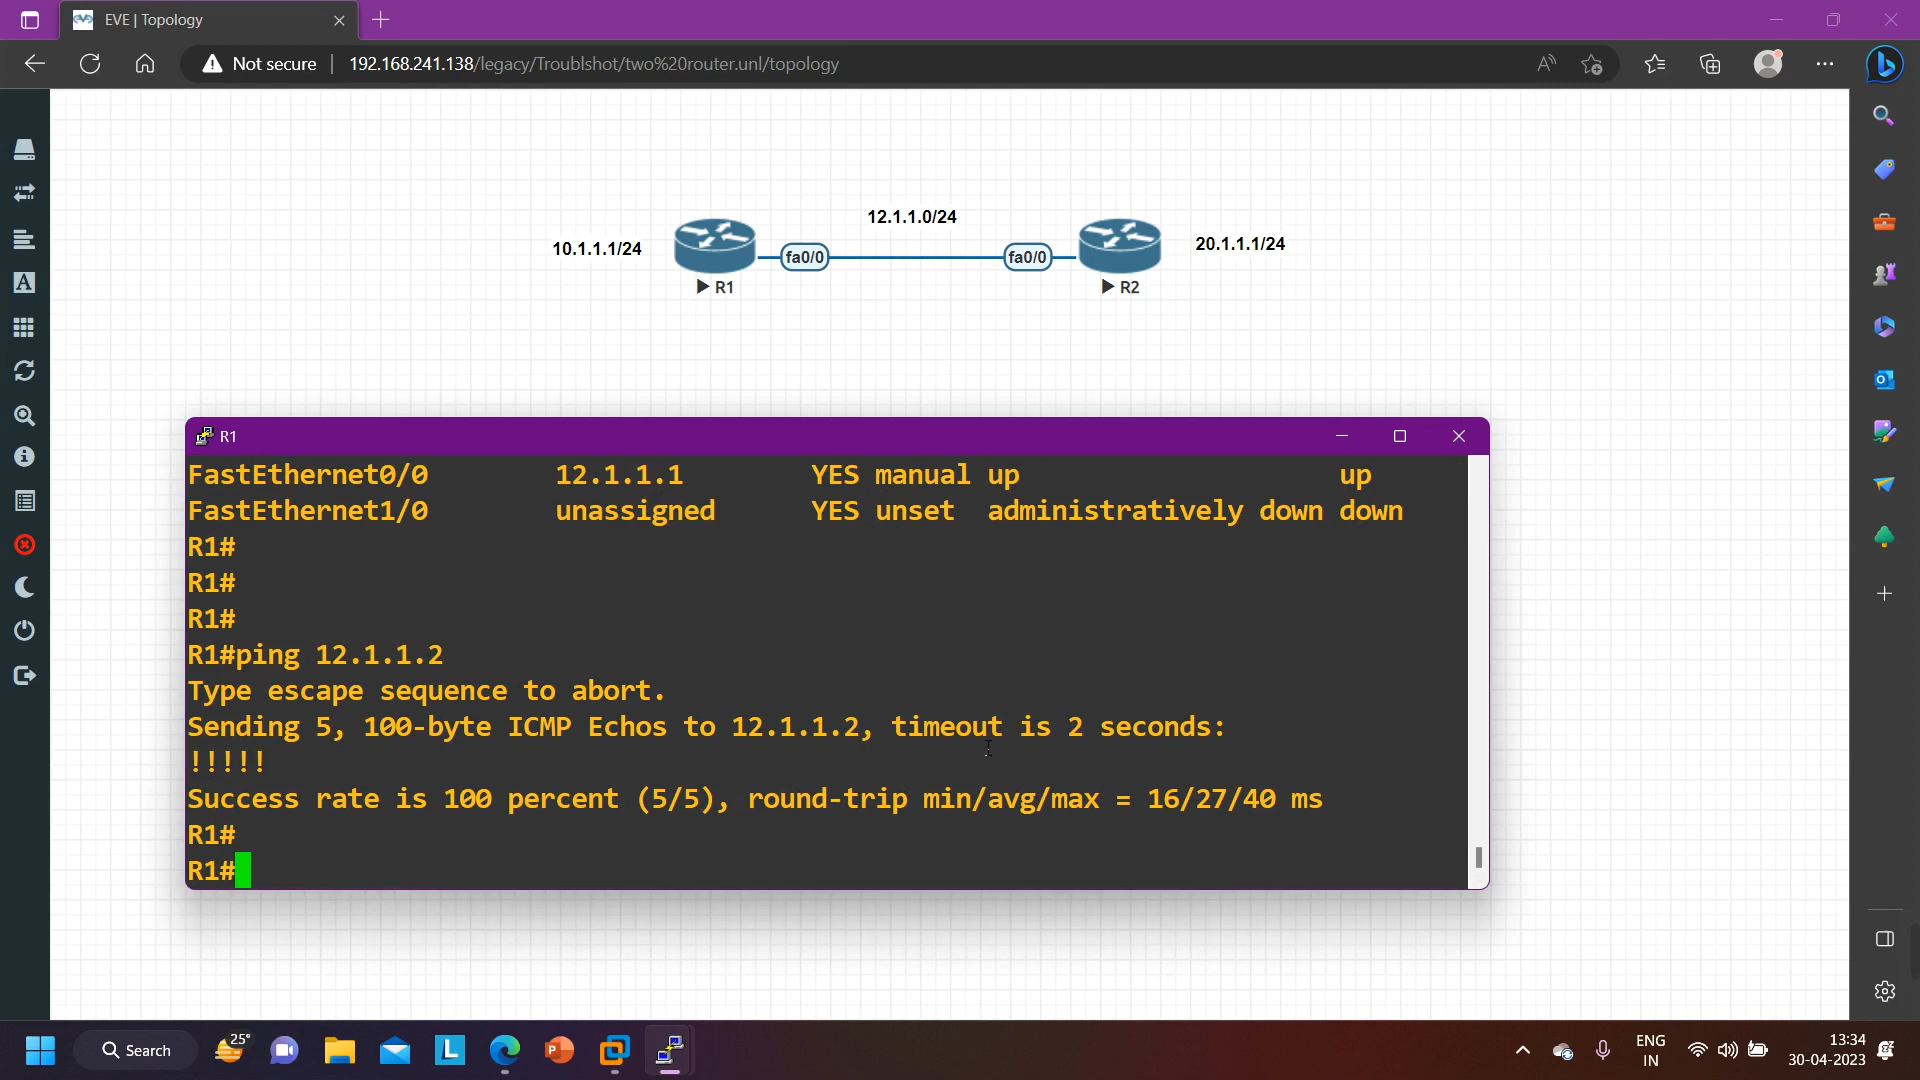 EVE | Topology
Not secure
192.168.241.138/legacy/Troublshot/two%20router.unl/topology
12.1.1.0/24
10.1.1.1/24
fa0/0
fa0/0
20.1.1.1/24
R1
R2
R1
FastEthernet0/0 12.1.1.1 YES manual up up
FastEthernet1/0 unassigned YES unset administratively down down
R1#
R1#
R1#
R1#ping 12.1.1.2
Type escape sequence to abort.
Sending 5, 100-byte ICMP Echos to 12.1.1.2, timeout is 2 seconds:
!!!!!
Success rate is 100 percent (5/5), round-trip min/avg/max = 16/27/40 ms
R1#
R1#
Search
25°
ENG
IN
13:34
30-04-2023